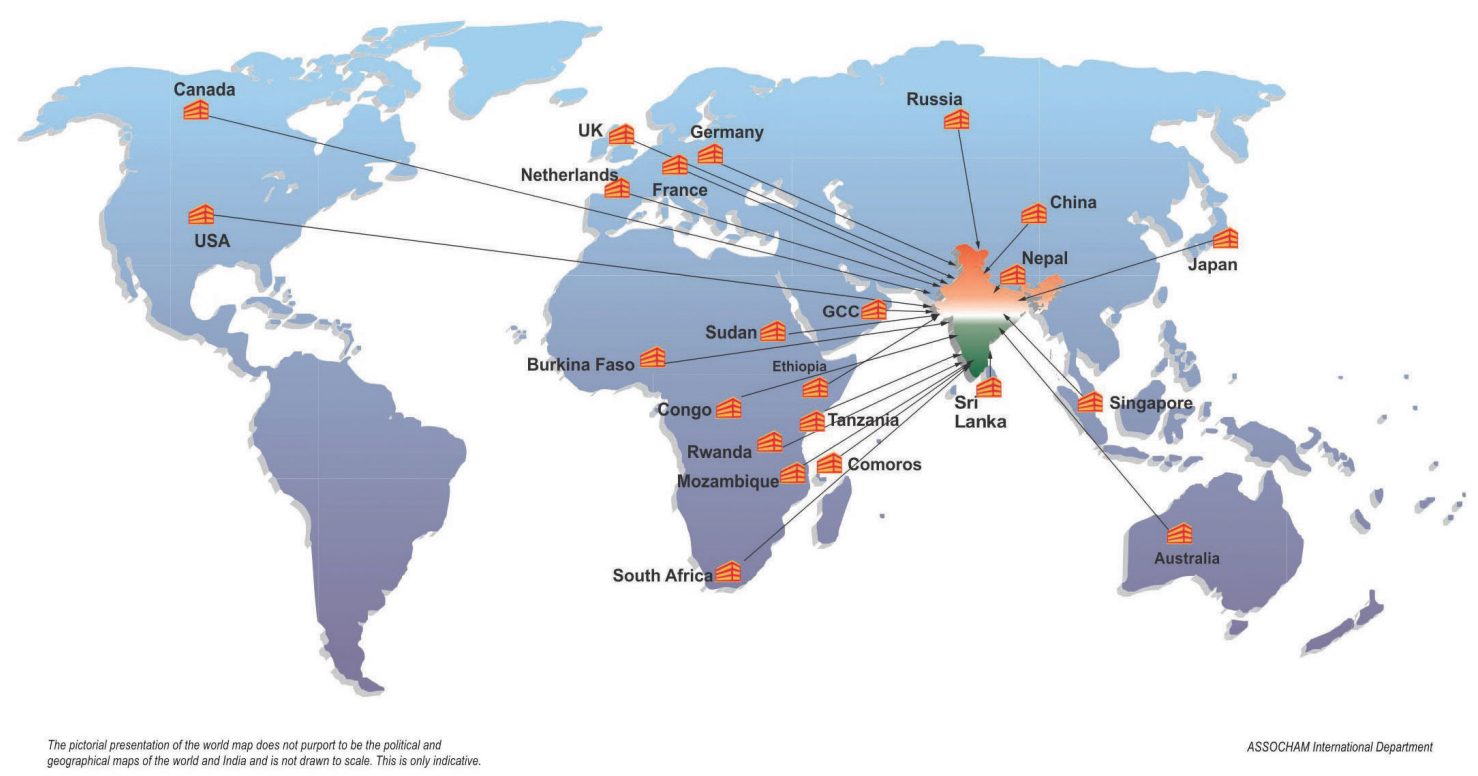 Canada
Russia
UK
Germany
Netherlands
France
China
USA
Nepal
Japan
GCC
Sudan
Burkina Faso
Ethiopia
Congo
Sri
Lanka
Singapore
Tanzania
Rwanda
Comoros
Mozambique
Australia
South Africa
The pictorial presentation of the world map does not purport to be the political and
geographical maps of the world and India and is not drawn to scale. This is only indicative.
ASSOCHAM International Department